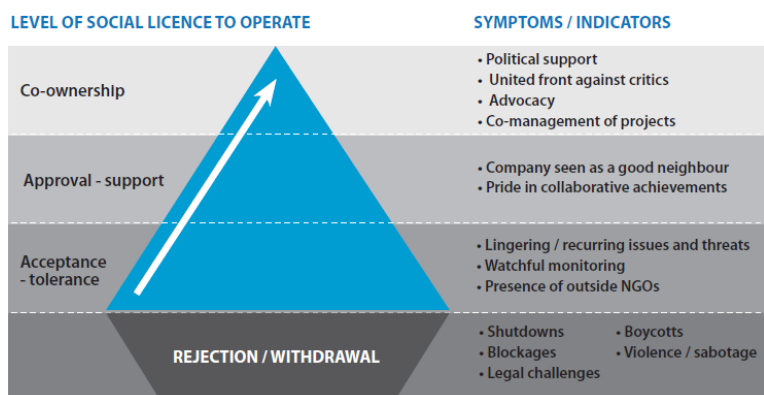 LEVEL OF SOCIAL LICENCE TO OPERATE
SYMPTOMS / INDICATORS
Co-ownership
• Political support
• United front against critics
• Advocacy
• Co-management of projects
Approval - support
• Company seen as a good neighbour
• Pride in collaborative achievements
Acceptance
- tolerance
• Lingering / recurring issues and threats
• Watchful monitoring
• Presence of outside NGOs
REJECTION / WITHDRAWAL
• Shutdowns
• Blockages
• Legal challenges
• Boycotts
• Violence / sabotage